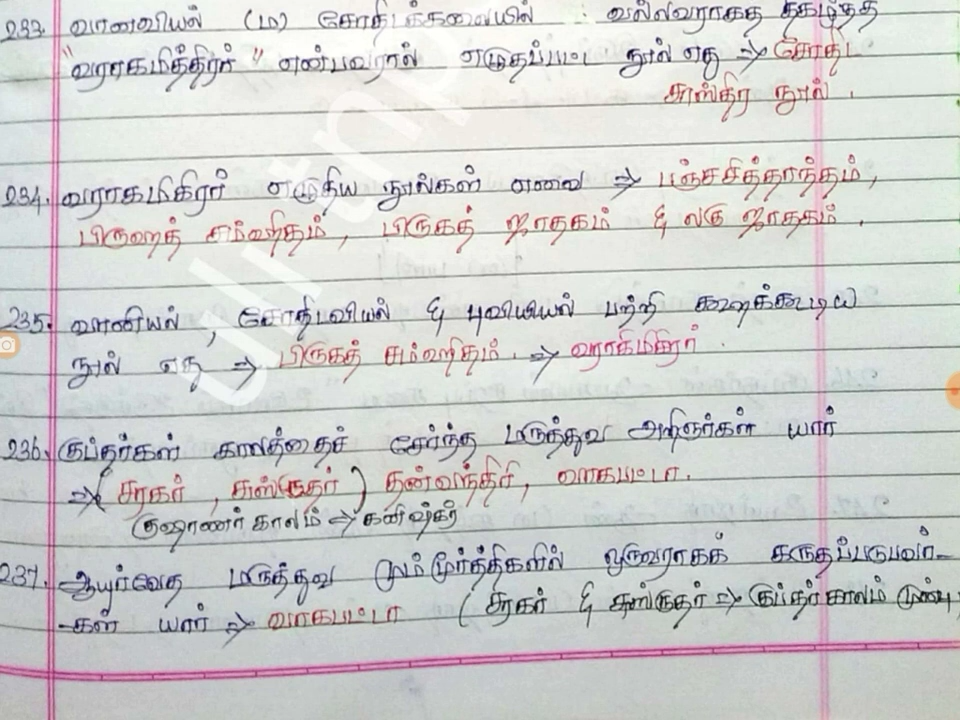 233. வானவியல் (ம) சோதிடக்கலையில் வல்லவராகத் திகழ்ந்த
"வராகமித்திரர்" என்பவரால் எழுதப்பட்ட நூல் எது ⇒ சோதிட
சாஸ்திர நூல்.
234. வராகமிகிரர் எழுதிய நூல்கள் எவை ⇒ பஞ்சசித்தாந்தம்,
பிருஹத் சம்ஹிதம், பிருகத் ஜாதகம் & லகு ஜாதகம்.
235. வானியல், சோதிடவியல் & புவியியல் பற்றி கூறக்கூடிய
நூல் எது ⇒ பிருகத் சம்ஹிதம். ⇒ வராகிமிகிரர்.
236. குப்தர்கள் காலத்தைச் சேர்ந்த மருத்துவ அறிஞர்கள் யார்
⇒ (சரகர், சுஸ்ருதர்) தன்வந்திரி, வாகபட்டா.
குஷாணர் காலம் ⇒ கனிஷ்கர்
237. ஆயுர்வேத மருத்துவ மும்மூர்த்திகளில் ஒருவராகக் கருதப்படுபவர்-
-கள் யார் ⇒ வாகபட்டா (சரகர் & சுஸ்ருதர் ⇒ குப்தர் காலம் முன்பு